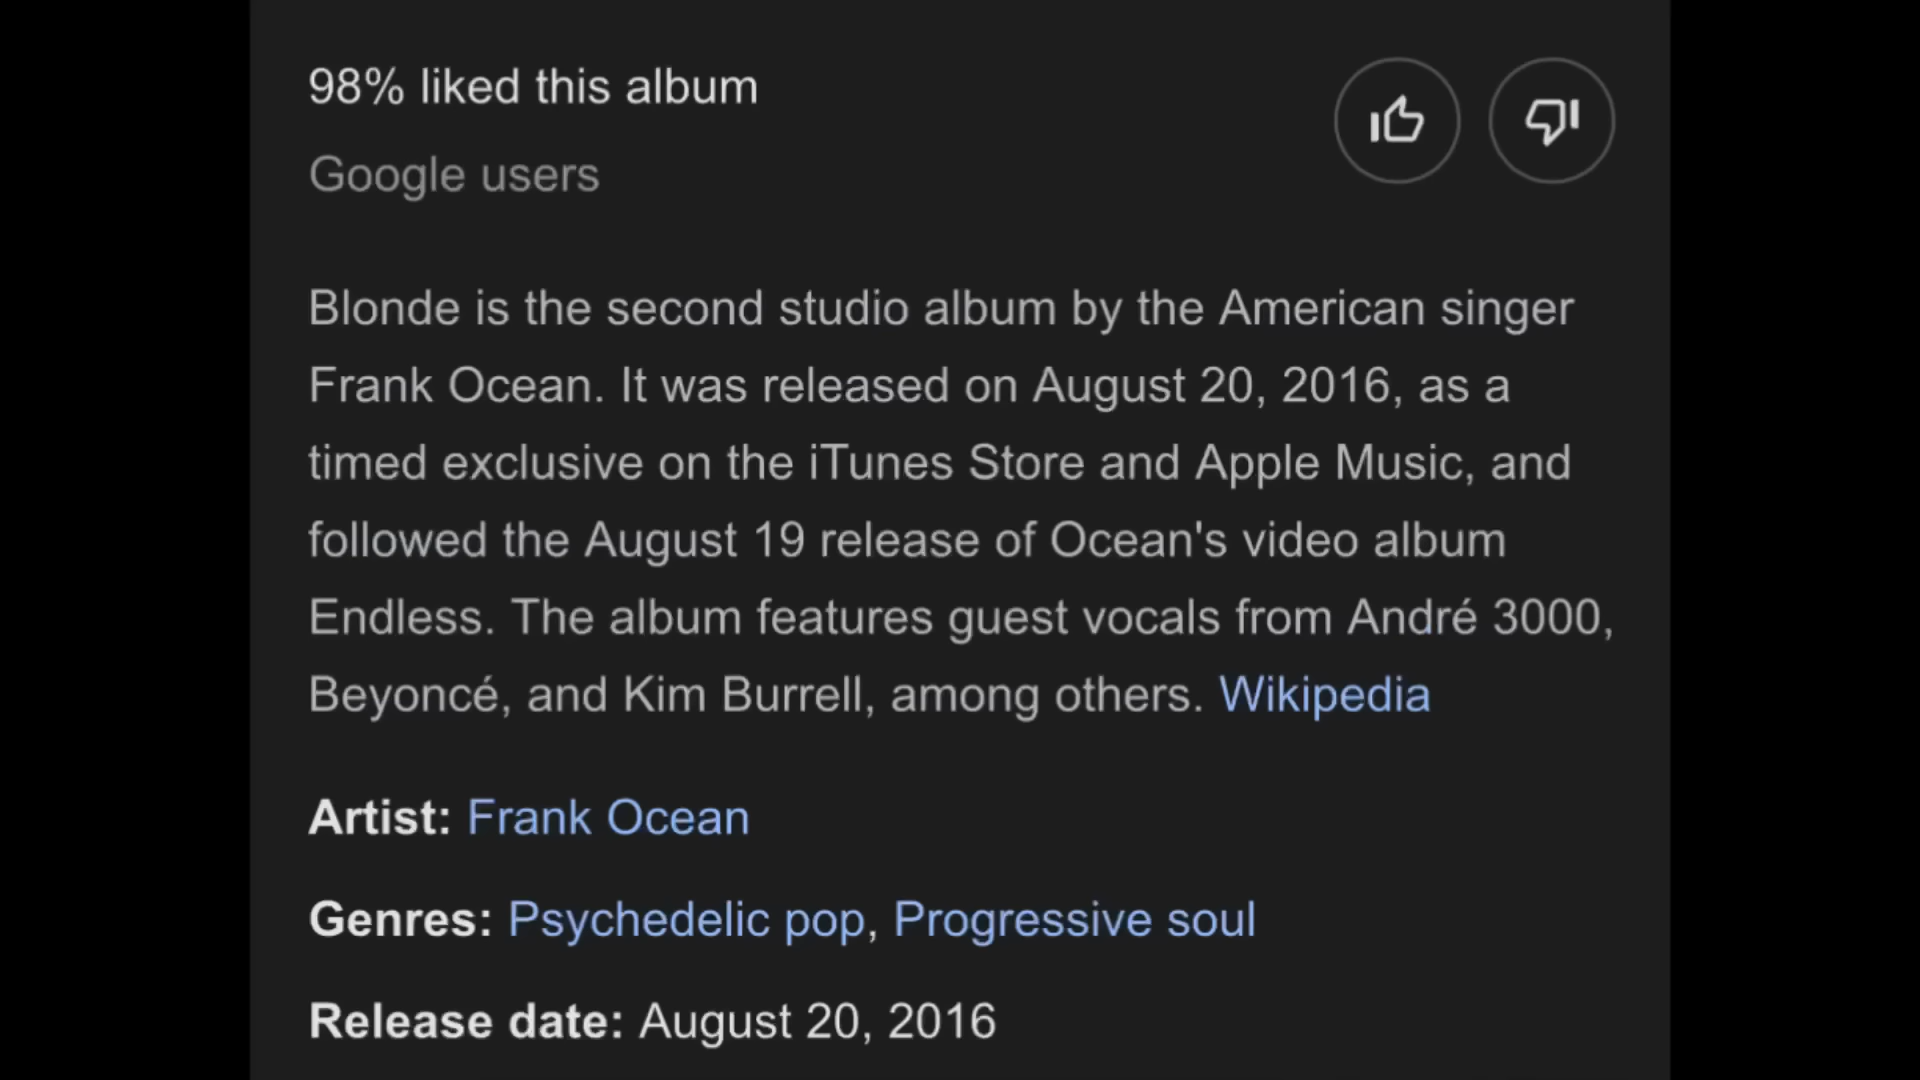 98% liked this album
Google users
Blonde is the second studio album by the American singer
Frank Ocean. It was released on August 20, 2016, as a
timed exclusive on the iTunes Store and Apple Music, and
followed the August 19 release of Ocean's video album
Endless. The album features guest vocals from André 3000,
Beyoncé, and Kim Burrell, among others. Wikipedia
Artist: Frank Ocean
Genres: Psychedelic pop, Progressive soul
Release date: August 20, 2016